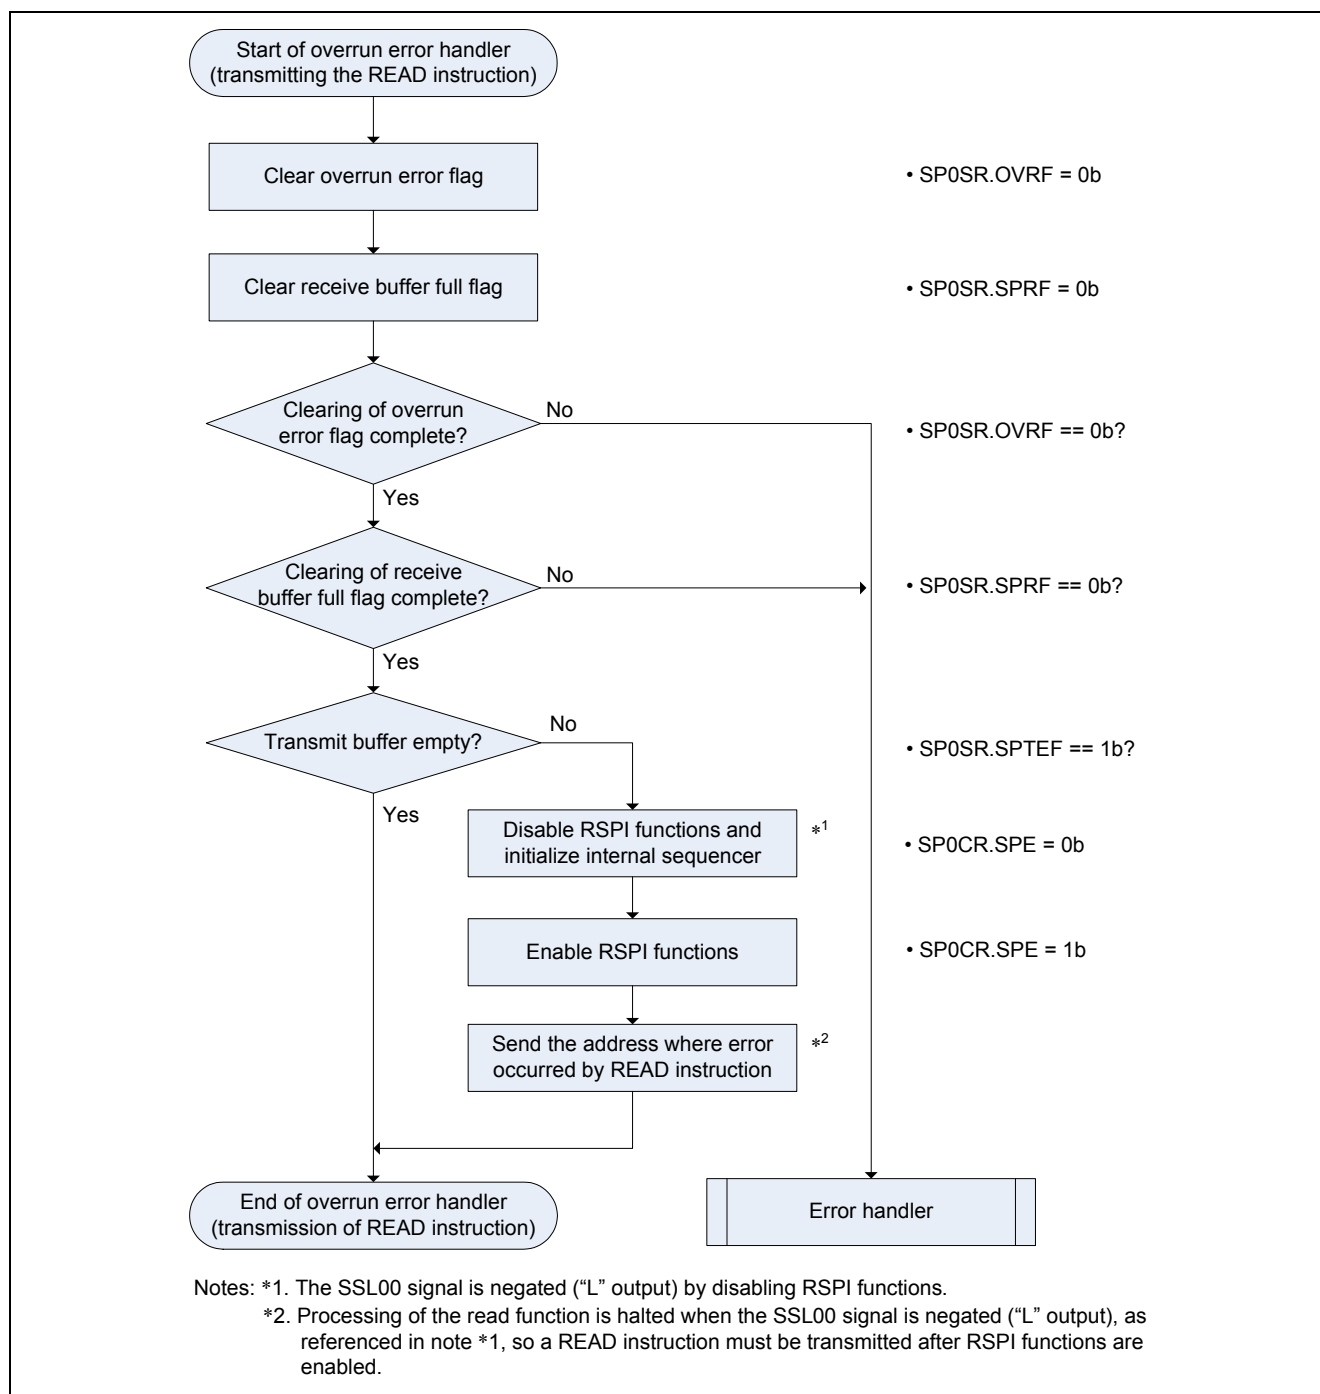 Start of overrun error handler
(transmitting the READ instruction)
Clear overrun error flag
• SP0SR.OVRF = 0b
Clear receive buffer full flag
• SP0SR.SPRF = 0b
Clearing of overrun
error flag complete?
No
• SP0SR.OVRF == 0b?
Yes
Clearing of receive
buffer full flag complete?
No
• SP0SR.SPRF == 0b?
Yes
Transmit buffer empty?
No
• SP0SR.SPTEF == 1b?
Yes
Disable RSPI functions and
initialize internal sequencer
*1
• SP0CR.SPE = 0b
Enable RSPI functions
• SP0CR.SPE = 1b
Send the address where error
occurred by READ instruction
*2
End of overrun error handler
(transmission of READ instruction)
Error handler
Notes: *1. The SSL00 signal is negated (“L” output) by disabling RSPI functions.
*2. Processing of the read function is halted when the SSL00 signal is negated (“L” output), as
referenced in note *1, so a READ instruction must be transmitted after RSPI functions are
enabled.